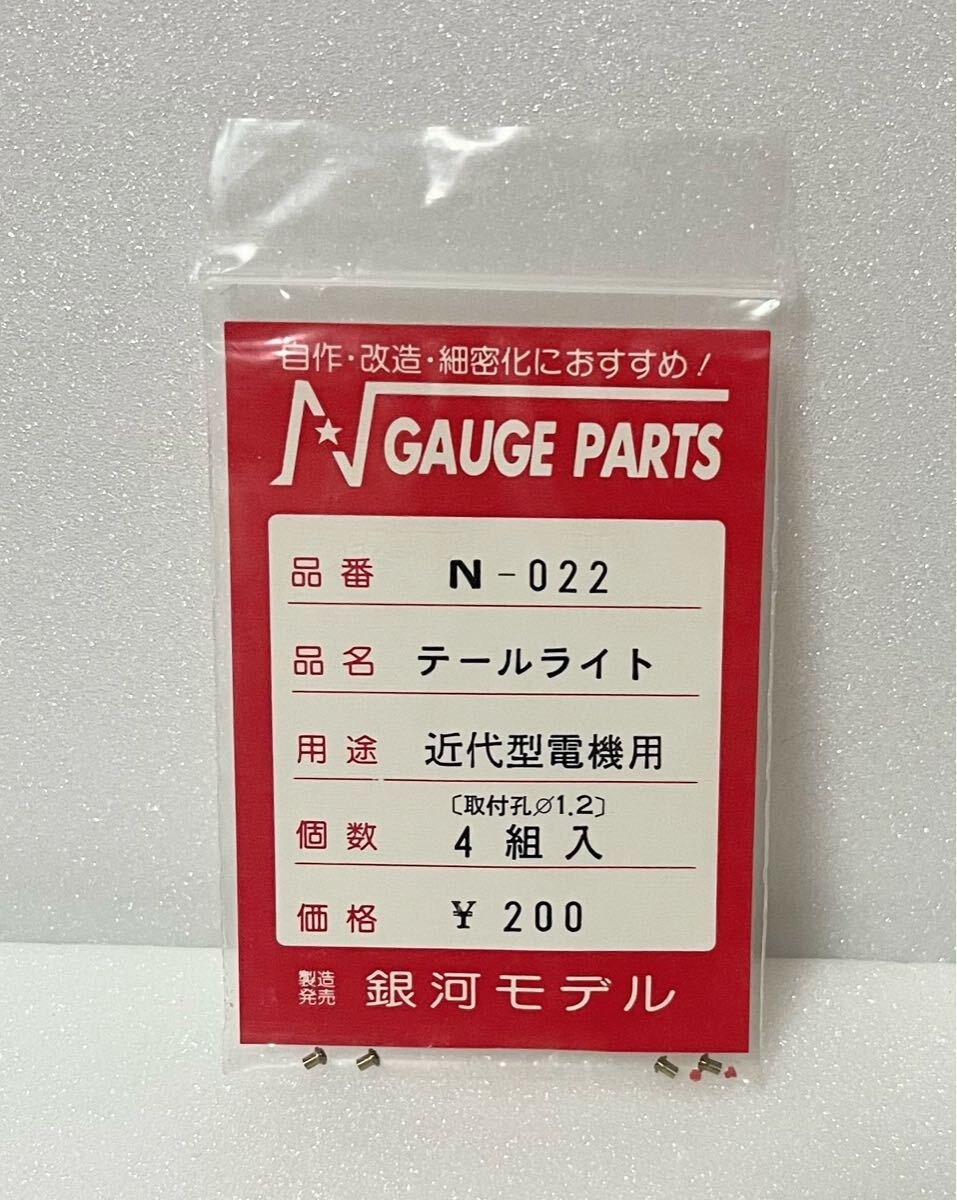 自作・改造・細密化におすすめ!
N GAUGE PARTS
品番 N-022
品名 テールライト
用途 近代型電機用
〔取付孔∅1.2〕
個数 4組入
価格 ¥200
製造
発売 銀河モデル